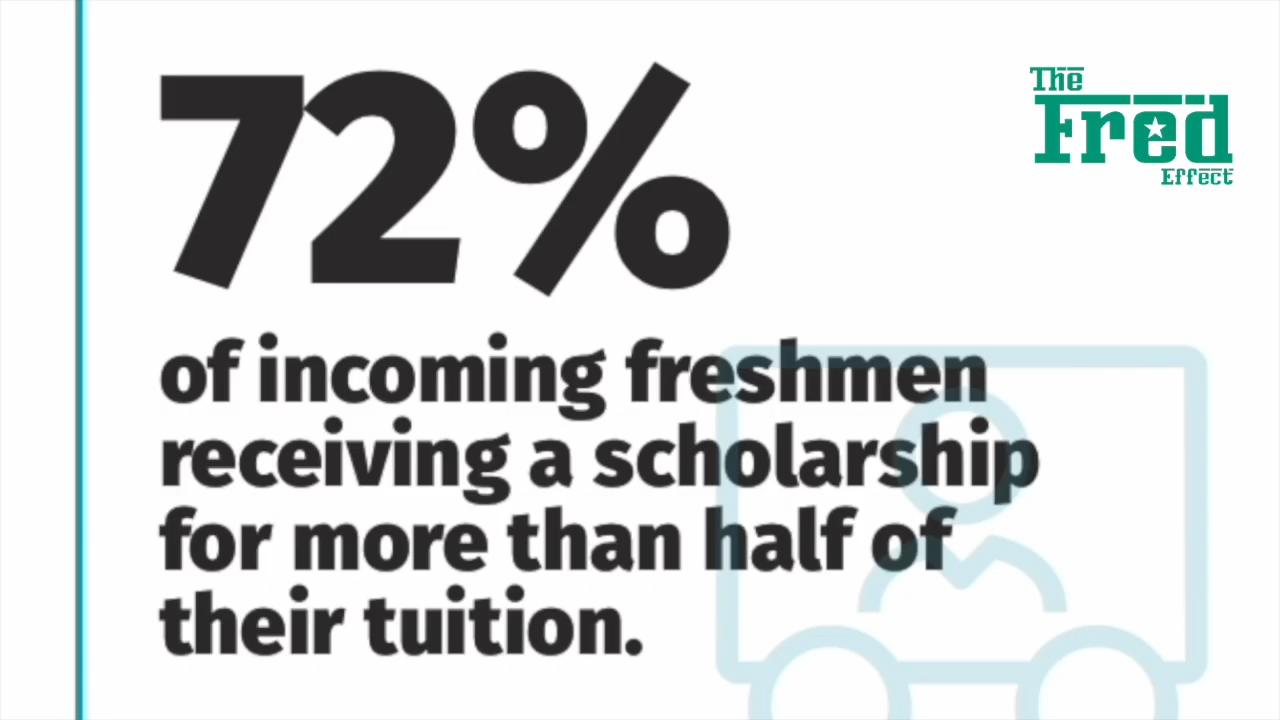 72%
of incoming freshmen
receiving a scholarship
for more than half of
their tuition.
The
Fred
Effect